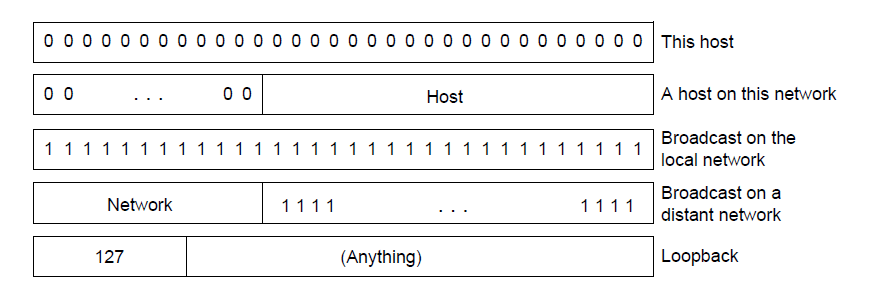 0 0 0 0 0 0 0 0 0 0 0 0 0 0 0 0 0 0 0 0 0 0 0 0 0 0 0 0 0 0 0 0 This host
0 0 . . . 0 0 Host A host on this network
1 1 1 1 1 1 1 1 1 1 1 1 1 1 1 1 1 1 1 1 1 1 1 1 1 1 1 1 1 1 1 1 Broadcast on the
local network
Network 1 1 1 1 . . . 1 1 1 1 Broadcast on a
distant network
127 (Anything) Loopback